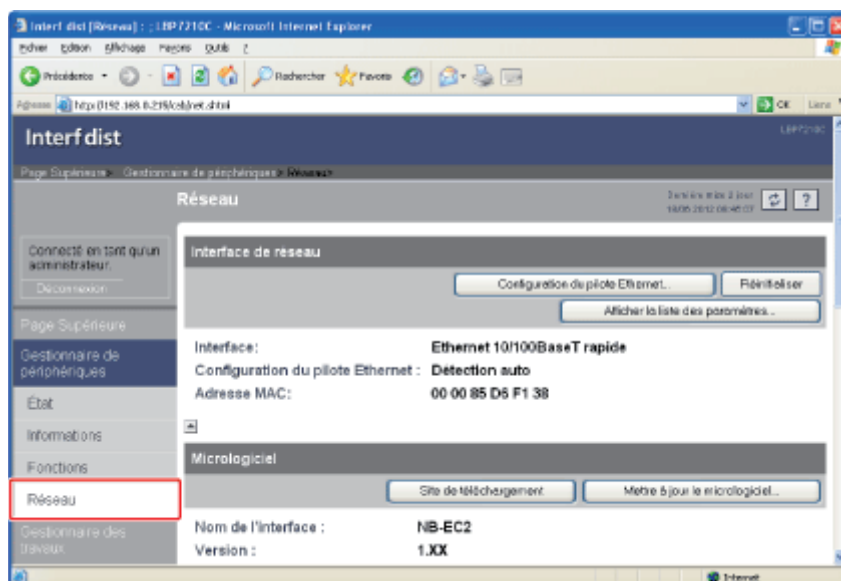 Interf dist [Réseau] : ; LBP7210C - Microsoft Internet Explorer
Fichier Edition Affichage Favoris Outils ?
Précédente Rechercher Favoris
Adresse OK Liens
Interf dist
LBP7210C
Page Supérieure> Gestionnaire de périphériques> Réseau>
Réseau
Dernière mise à jour
?
Connecté en tant qu'un
administrateur.
Déconnexion
Interface de réseau
Configuration du pilote Ethernet... Réinitialiser
Afficher la liste des paramètres...
Page Supérieure
Gestionnaire de
périphériques
Interface: Ethernet 10/100BaseT rapide
Configuration du pilote Ethernet : Détection auto
Adresse MAC: 00 00 85 D6 F1 38
État
Informations
Fonctions
Réseau
Gestionnaire des
travaux
Micrologiciel
Site de téléchargement Mettre à jour le micrologiciel...
Nom de l'interface : NB-EC2
Version : 1.XX
Internet